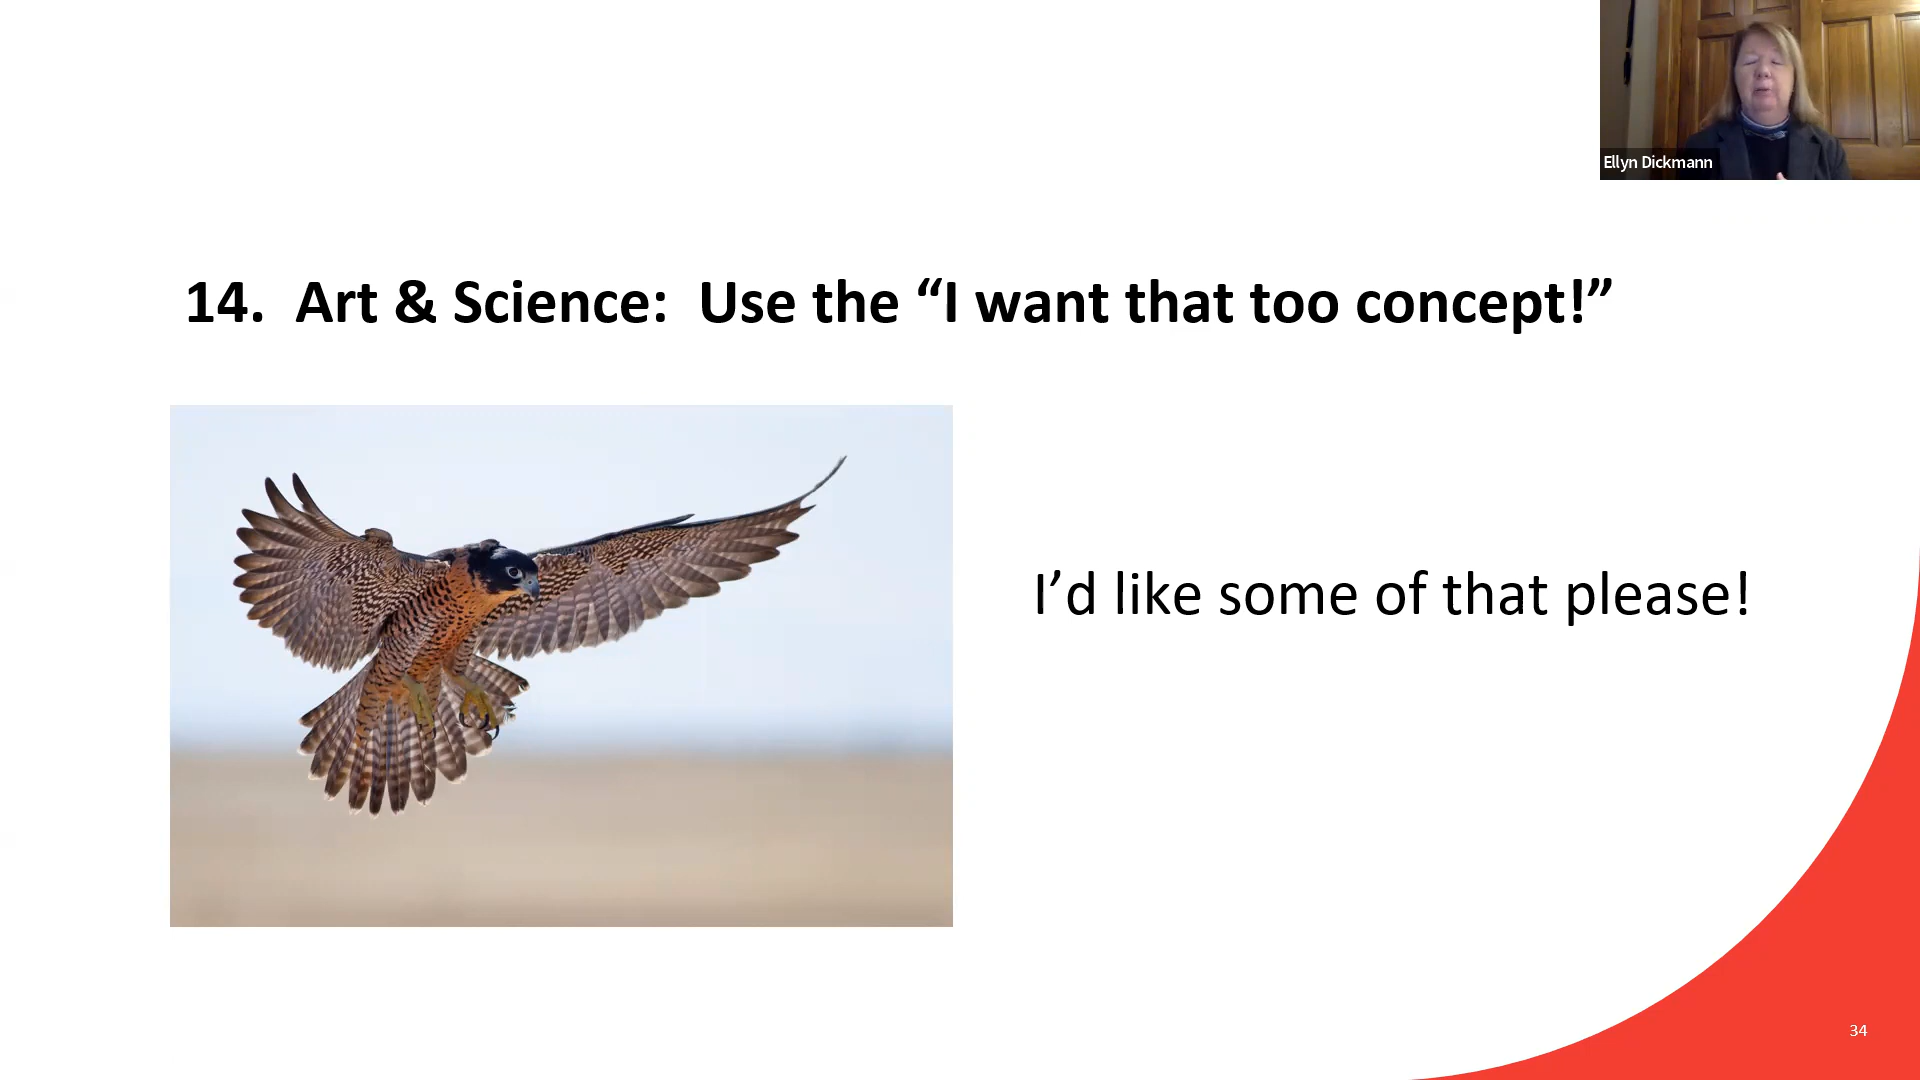 Ellyn Dickmann
14. Art & Science: Use the “I want that too concept!”
I’d like some of that please!
34